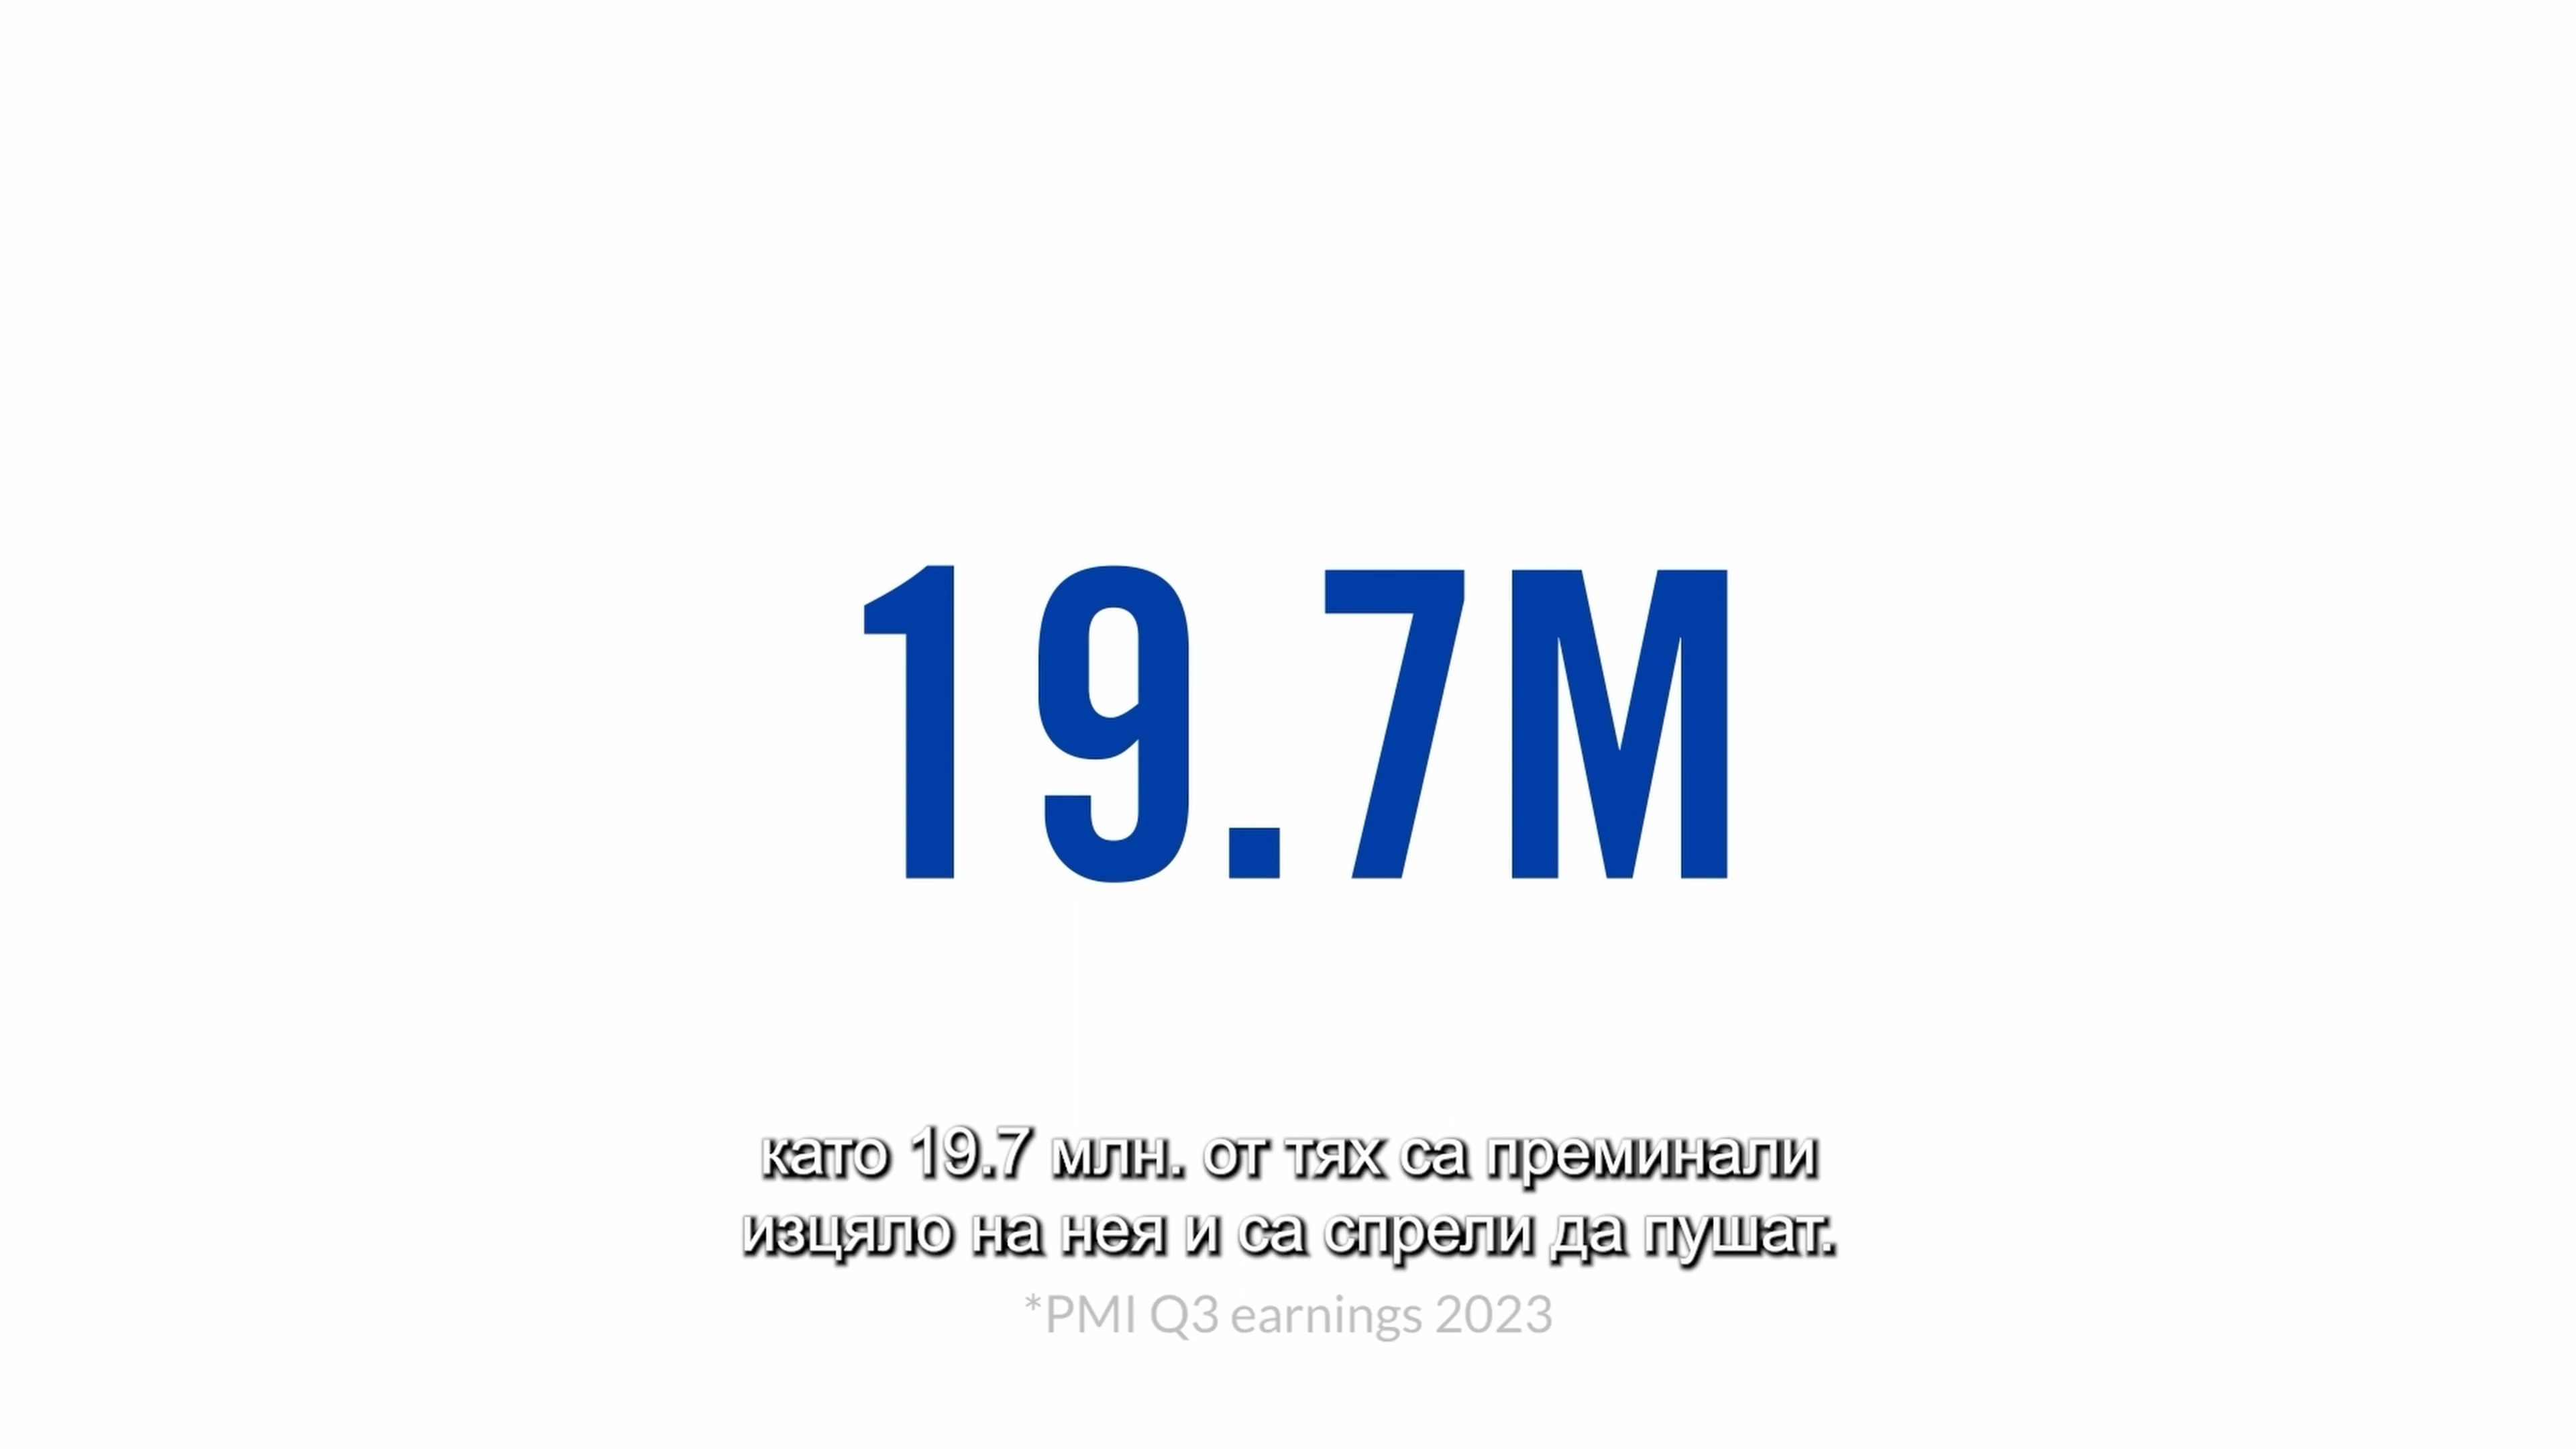 19.7M
като 19.7 млн. от тях са преминали
изцяло на нея и са спрели да пушат.
*PMI Q3 earnings 2023